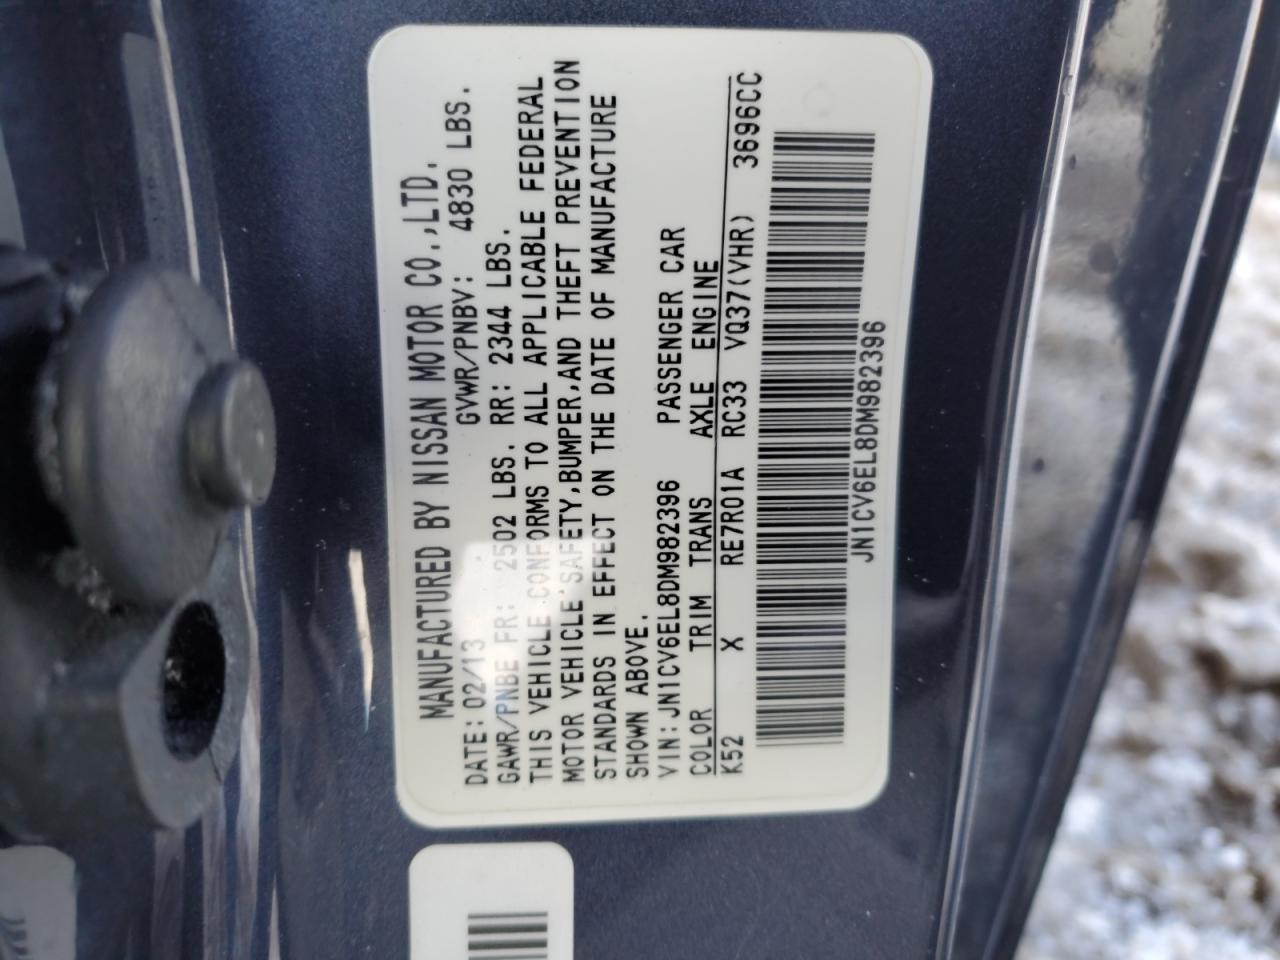 MANUFACTURED BY NISSAN MOTOR CO.,LTD.
DATE: 02/13 GVWR/PNBV: 4830 LBS.
GAWR/PNBE FR: 2502 LBS. RR: 2344 LBS.
THIS VEHICLE CONFORMS TO ALL APPLICABLE FEDERAL
MOTOR VEHICLE SAFETY,BUMPER,AND THEFT PREVENTION
STANDARDS IN EFFECT ON THE DATE OF MANUFACTURE
SHOWN ABOVE.
VIN: JN1CV6EL8DM982396 PASSENGER CAR
COLOR TRIM TRANS AXLE ENGINE
K52 X RE7R01A RC33 VQ37(VHR) 3696CC
JN1CV6EL8DM982396